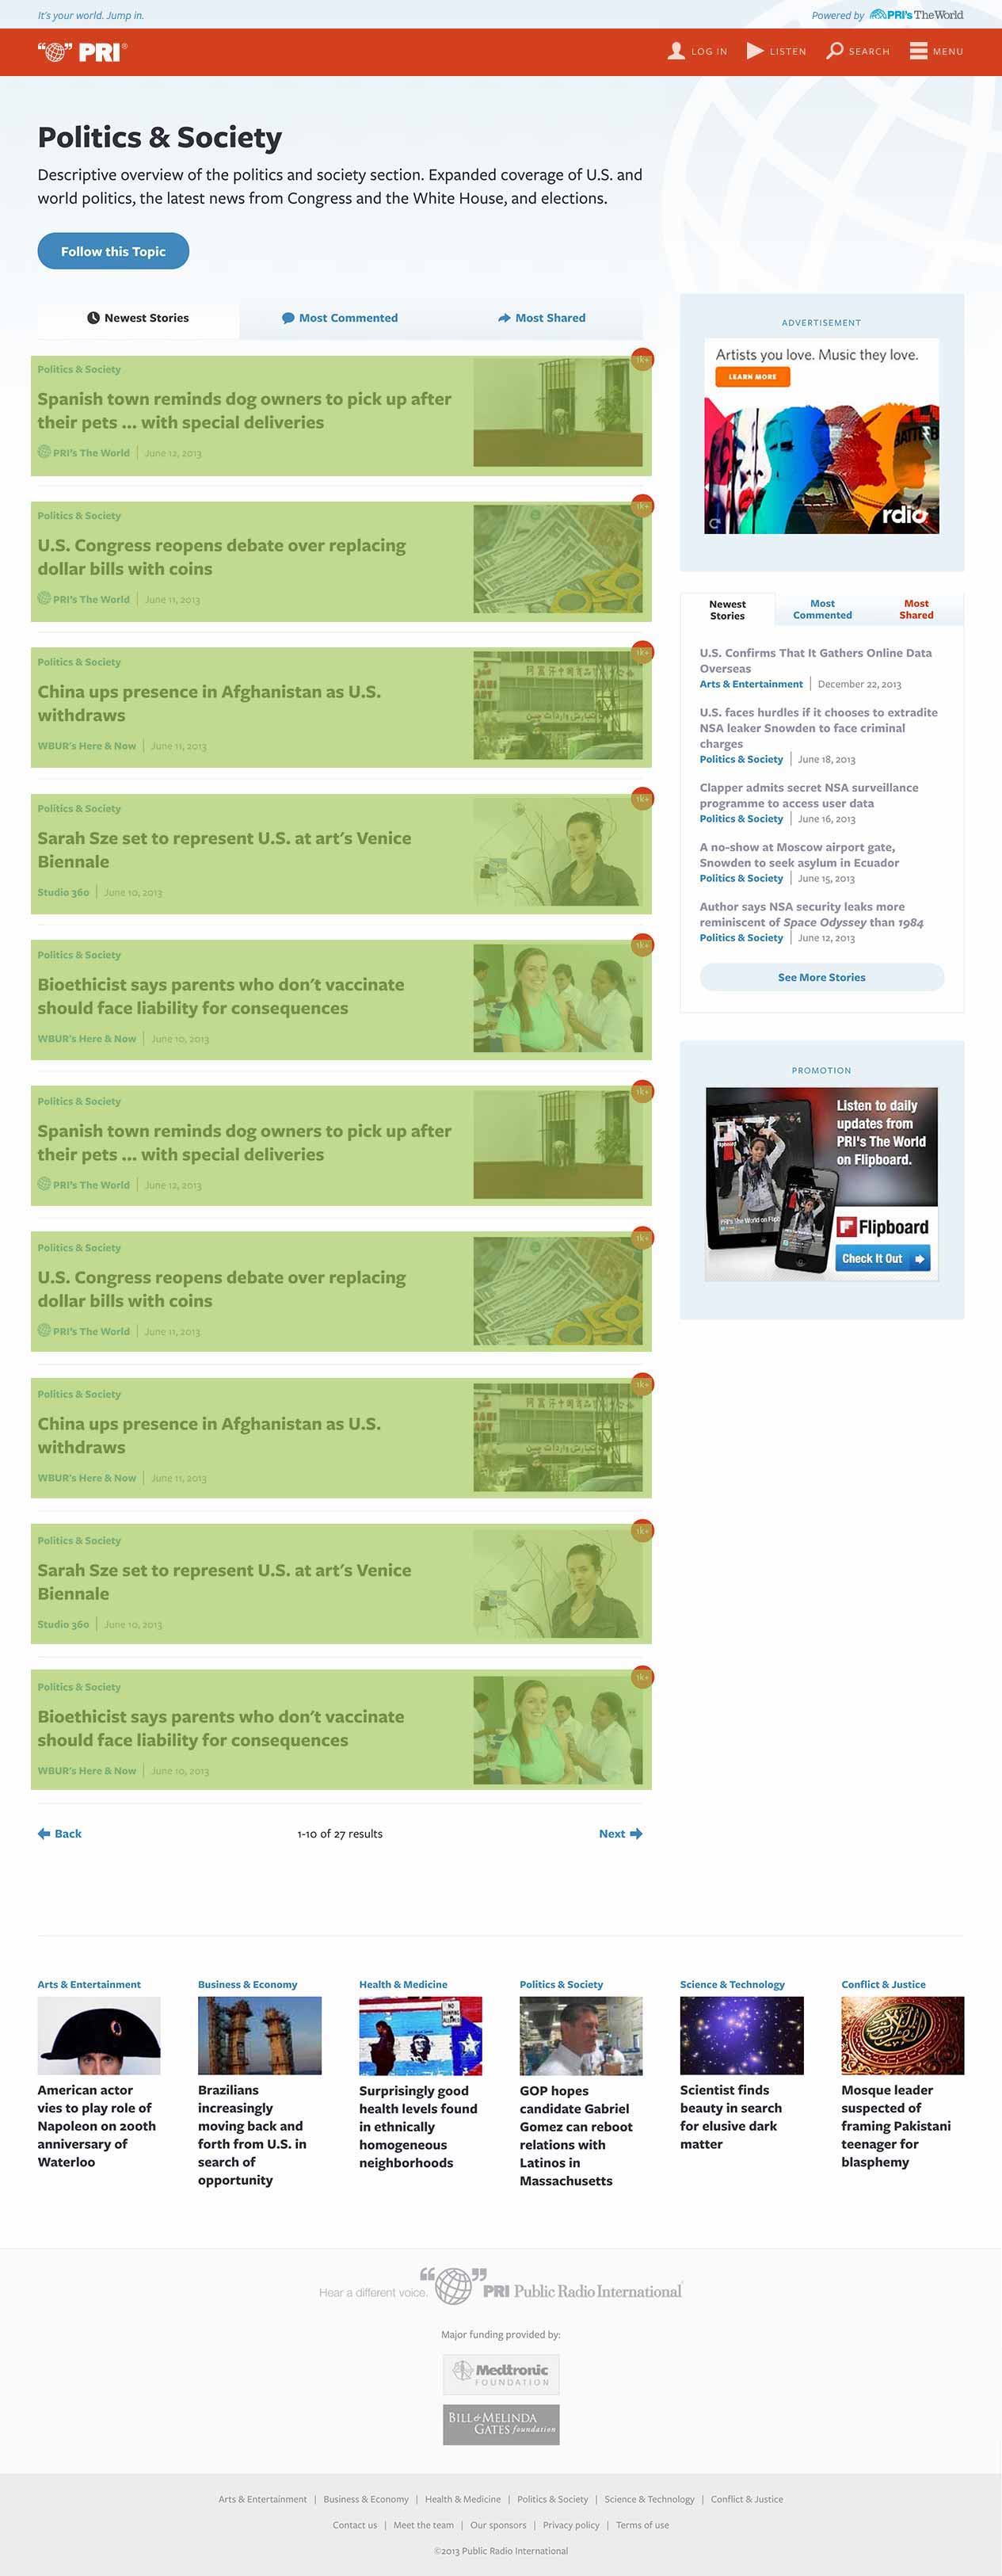 It's your world. Jump in.
Powered by PRI's The World
PRI
LOG IN
LISTEN
SEARCH
MENU
Politics & Society
Descriptive overview of the politics and society section. Expanded coverage of U.S. and
world politics, the latest news from Congress and the White House, and elections.
Follow this Topic
Newest Stories
Most Commented
Most Shared
Politics & Society
1k+
Spanish town reminds dog owners to pick up after
their pets ... with special deliveries
PRI's The World | June 12, 2013
Politics & Society
1k+
U.S. Congress reopens debate over replacing
dollar bills with coins
PRI's The World | June 11, 2013
Politics & Society
1k+
China ups presence in Afghanistan as U.S.
withdraws
WBUR's Here & Now | June 11, 2013
Politics & Society
1k+
Sarah Sze set to represent U.S. at art's Venice
Biennale
Studio 360 | June 10, 2013
Politics & Society
1k+
Bioethicist says parents who don't vaccinate
should face liability for consequences
WBUR's Here & Now | June 10, 2013
Politics & Society
1k+
Spanish town reminds dog owners to pick up after
their pets ... with special deliveries
PRI's The World | June 12, 2013
Politics & Society
1k+
U.S. Congress reopens debate over replacing
dollar bills with coins
PRI's The World | June 11, 2013
Politics & Society
1k+
China ups presence in Afghanistan as U.S.
withdraws
WBUR's Here & Now | June 11, 2013
Politics & Society
1k+
Sarah Sze set to represent U.S. at art's Venice
Biennale
Studio 360 | June 10, 2013
Politics & Society
1k+
Bioethicist says parents who don't vaccinate
should face liability for consequences
WBUR's Here & Now | June 10, 2013
Back
1-10 of 27 results
Next
ADVERTISEMENT
Artists you love. Music they love.
LEARN MORE
rdio
Newest
Stories
Most
Commented
Most
Shared
U.S. Confirms That It Gathers Online Data
Overseas
Arts & Entertainment | December 22, 2013
U.S. faces hurdles if it chooses to extradite
NSA leaker Snowden to face criminal
charges
Politics & Society | June 18, 2013
Clapper admits secret NSA surveillance
programme to access user data
Politics & Society | June 16, 2013
A no-show at Moscow airport gate,
Snowden to seek asylum in Ecuador
Politics & Society | June 15, 2013
Author says NSA security leaks more
reminiscent of Space Odyssey than 1984
Politics & Society | June 12, 2013
See More Stories
PROMOTION
Listen to daily
updates from
PRI's The World
on Flipboard.
PRI's The World on Flip
Flipboard
Check It Out
Arts & Entertainment
American actor
vies to play role of
Napoleon on 200th
anniversary of
Waterloo
Business & Economy
Brazilians
increasingly
moving back and
forth from U.S. in
search of
opportunity
Health & Medicine
NO
DUMPING
ALLOWED
Surprisingly good
health levels found
in ethnically
homogeneous
neighborhoods
Politics & Society
GOP hopes
candidate Gabriel
Gomez can reboot
relations with
Latinos in
Massachusetts
Science & Technology
Scientist finds
beauty in search
for elusive dark
matter
Conflict & Justice
Mosque leader
suspected of
framing Pakistani
teenager for
blasphemy
Hear a different voice. PRI Public Radio International
Major funding provided by:
Medtronic
FOUNDATION
BILL & MELINDA
GATES foundation
Arts & Entertainment | Business & Economy | Health & Medicine | Politics & Society | Science & Technology | Conflict & Justice
Contact us | Meet the team | Our sponsors | Privacy policy | Terms of use
©2013 Public Radio International